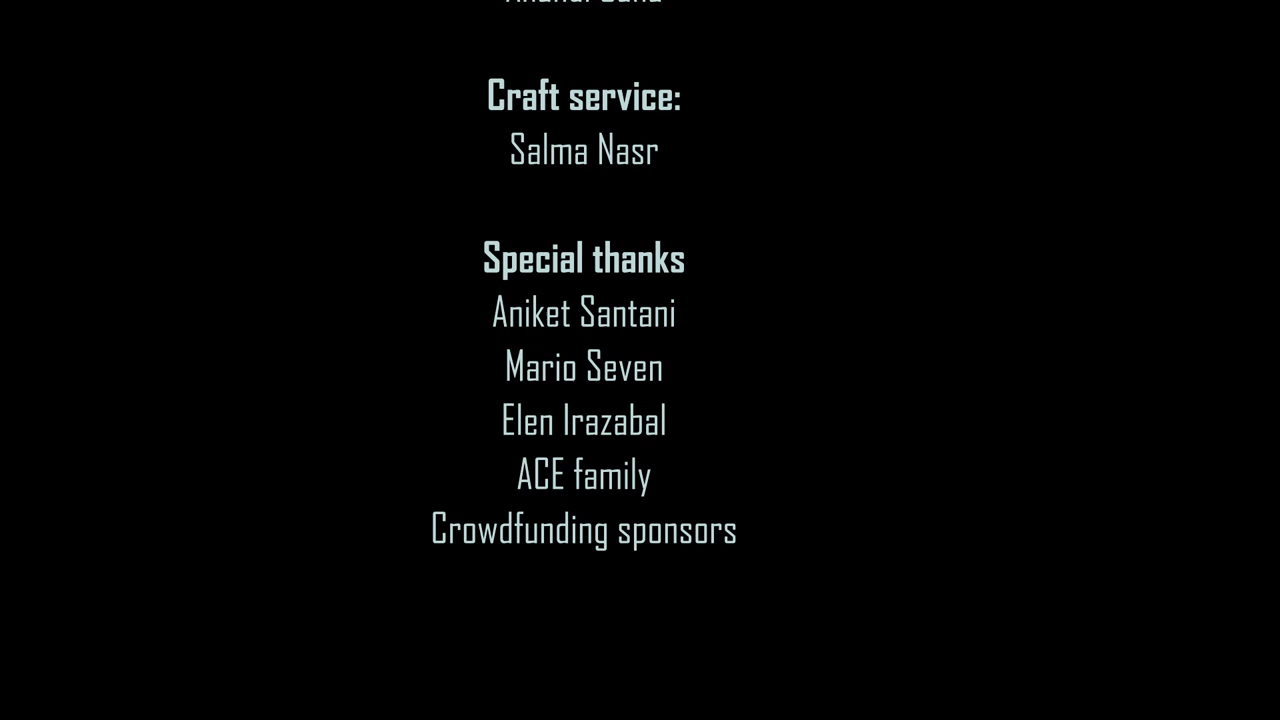 Craft service:
Salma Nasr
Special thanks
Aniket Santani
Mario Seven
Elen Irazabal
ACE family
Crowdfunding sponsors